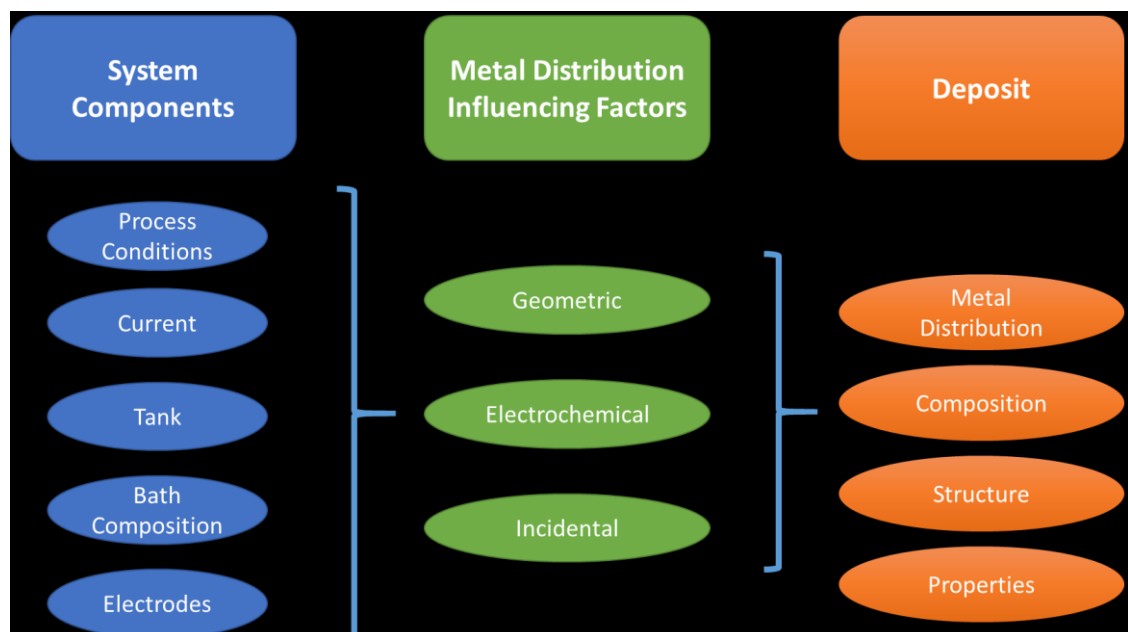 System
Components
Metal Distribution
Influencing Factors
Deposit
Process
Conditions
Current
Tank
Bath
Composition
Electrodes
Geometric
Electrochemical
Incidental
Metal
Distribution
Composition
Structure
Properties